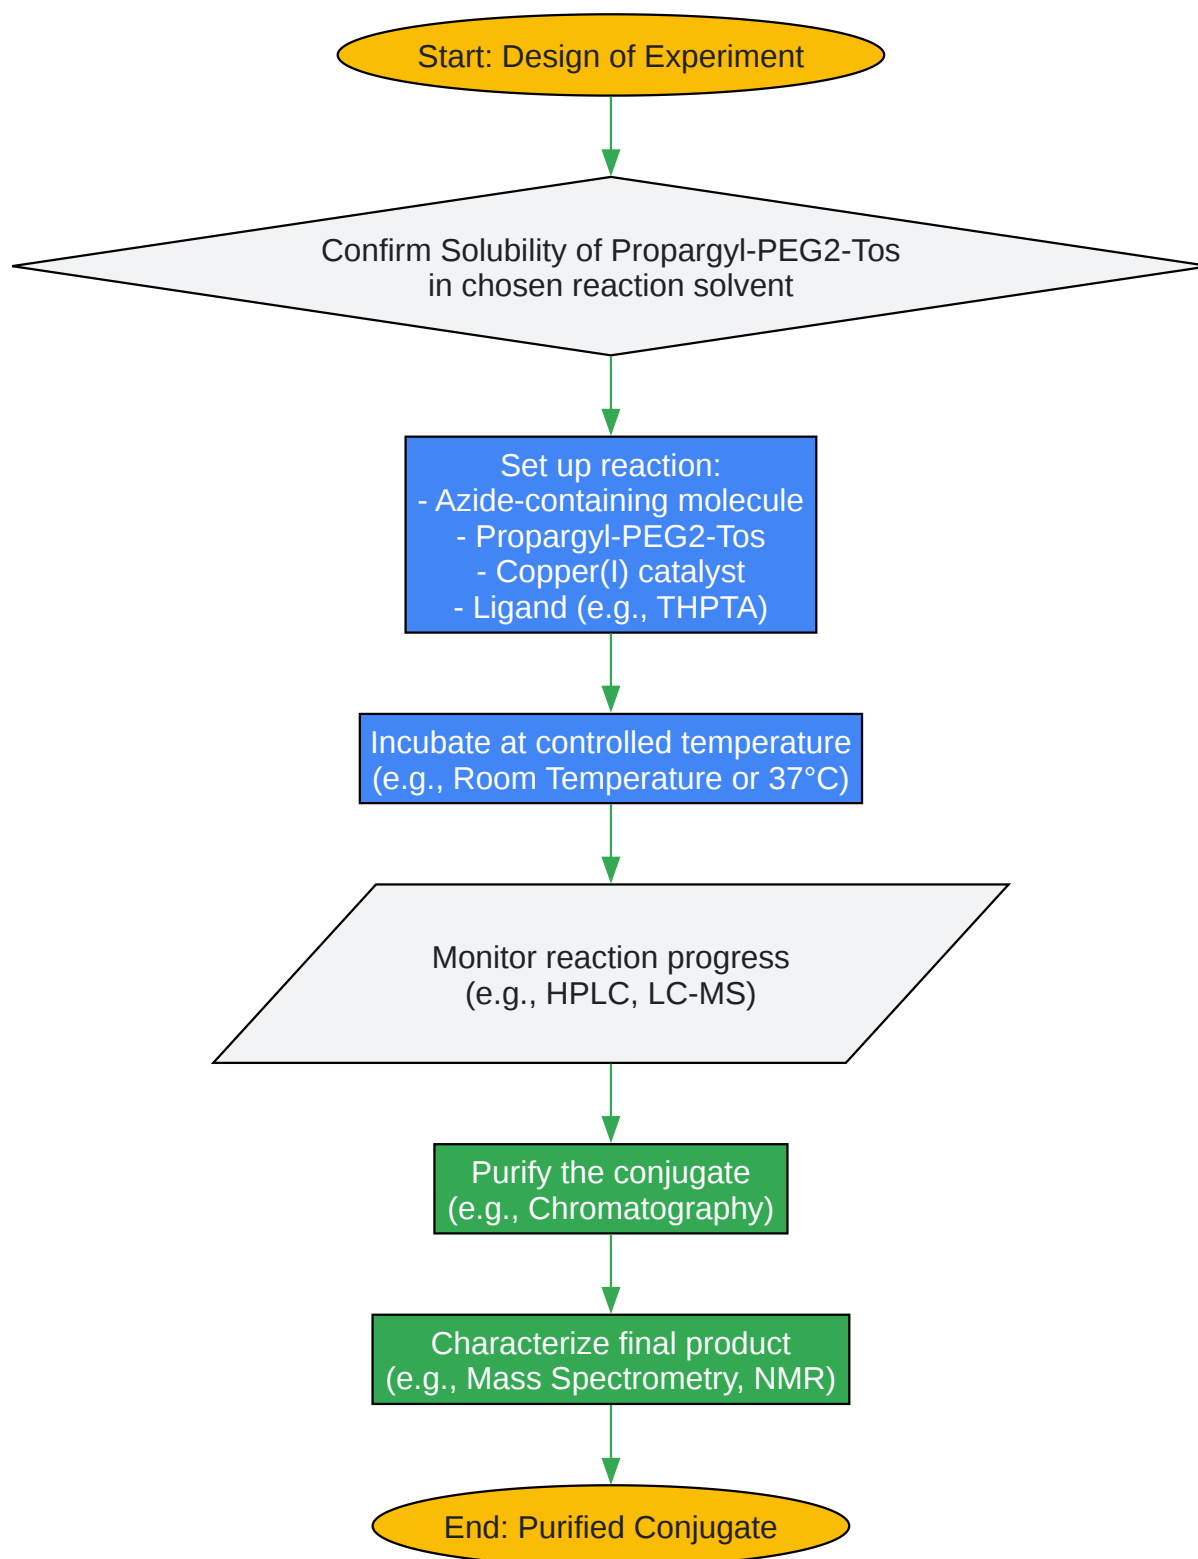 Start: Design of Experiment
Confirm Solubility of Propargyl-PEG2-Tos
in chosen reaction solvent
Set up reaction:
- Azide-containing molecule
- Propargyl-PEG2-Tos
- Copper(I) catalyst
- Ligand (e.g., THPTA)
Incubate at controlled temperature
(e.g., Room Temperature or 37°C)
Monitor reaction progress
(e.g., HPLC, LC-MS)
Purify the conjugate
(e.g., Chromatography)
Characterize final product
(e.g., Mass Spectrometry, NMR)
End: Purified Conjugate